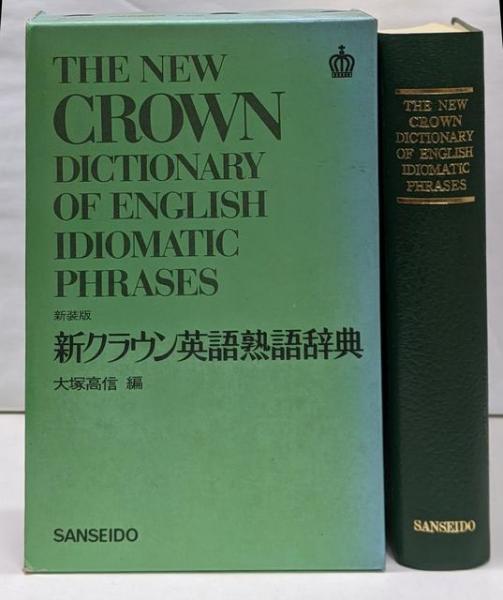 THE NEW
CROWN
DICTIONARY
OF ENGLISH
IDIOMATIC
PHRASES
新装版
新クラウン英語熟語辞典
大塚高信 編
SANSEIDO
THE NEW
CROWN
DICTIONARY
OF ENGLISH
IDIOMATIC
PHRASES
SANSEIDO